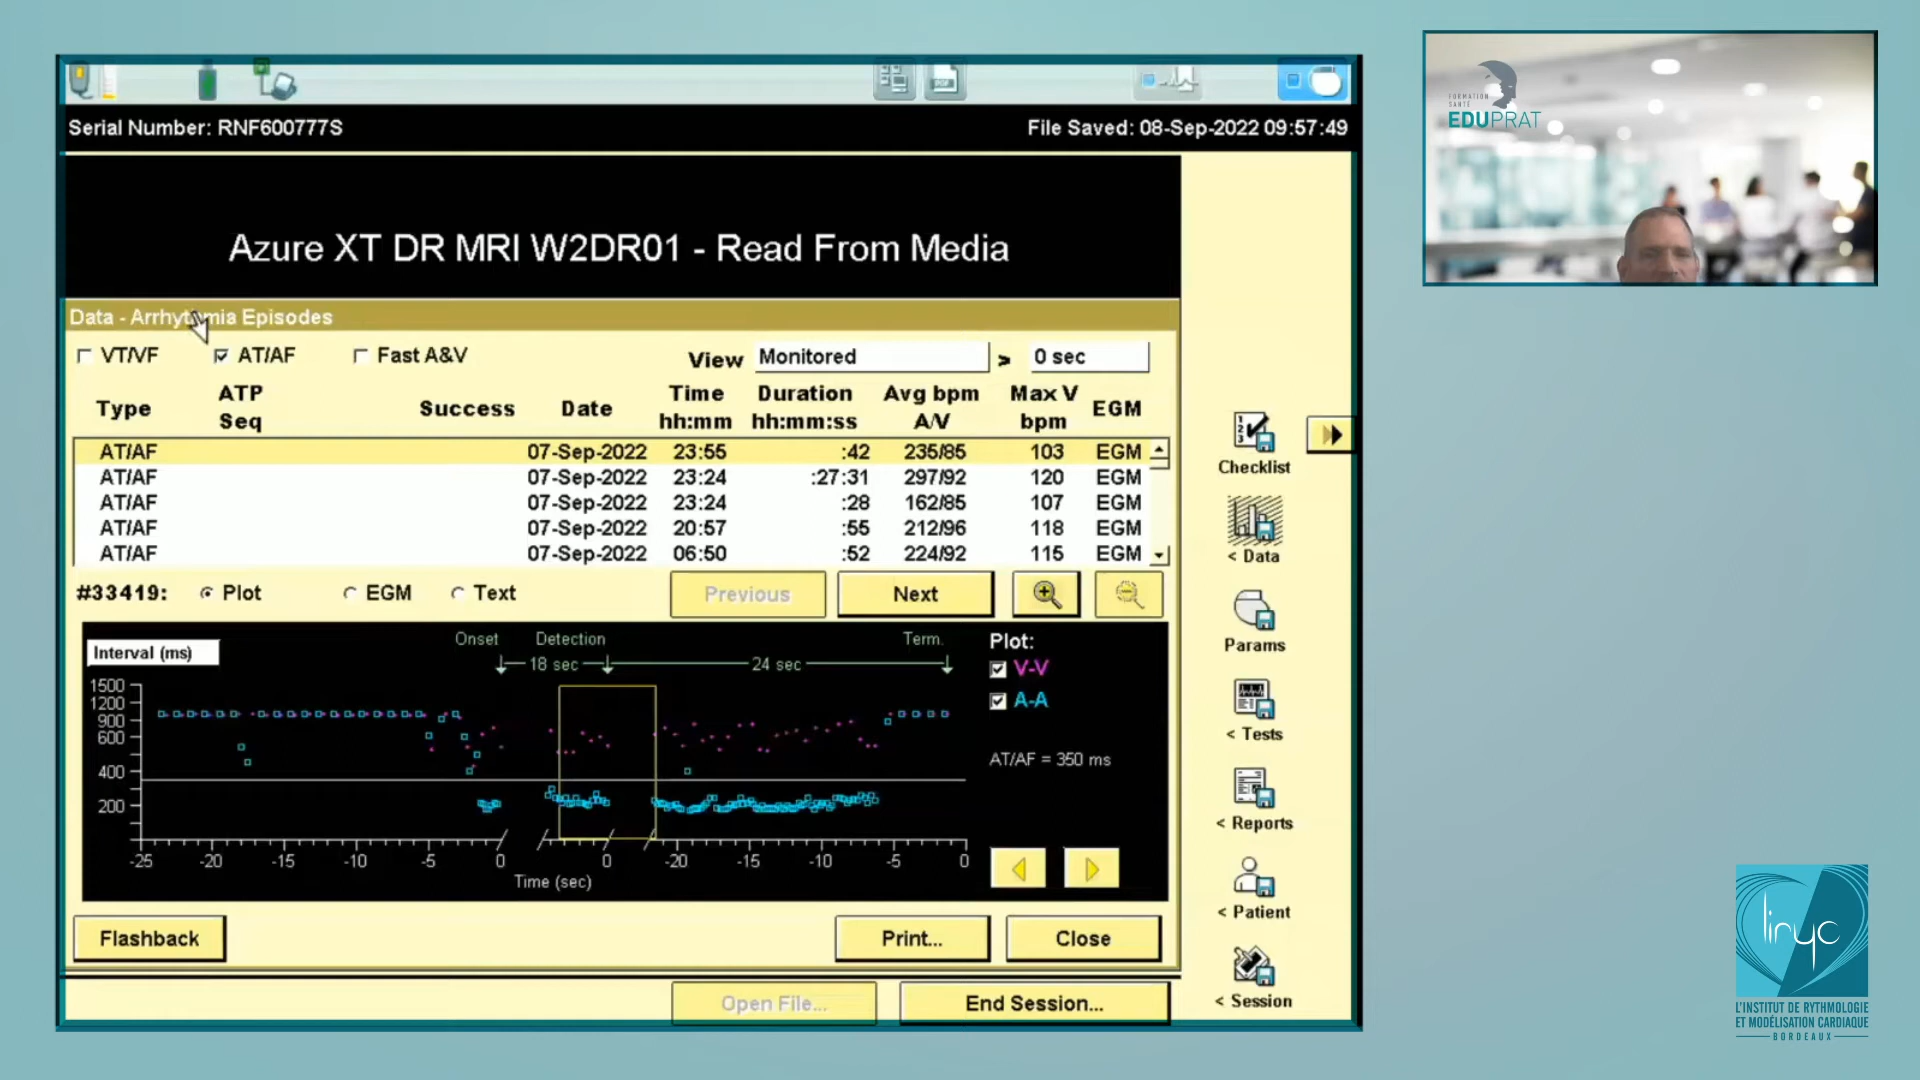 Serial Number: RNF600777S
File Saved: 08-Sep-2022 09:57:49
Azure XT DR MRI W2DR01 - Read From Media
Data - Arrhythmia Episodes
VT/VF AT/AF Fast A&V View Monitored > 0 sec
Type ATP Seq Success Date Time hh:mm Duration hh:mm:ss Avg bpm A/V Max V bpm EGM
AT/AF 07-Sep-2022 23:55 :42 235/85 103 EGM
AT/AF 07-Sep-2022 23:24 :27:31 297/92 120 EGM
AT/AF 07-Sep-2022 23:24 :28 162/85 107 EGM
AT/AF 07-Sep-2022 20:57 :55 212/96 118 EGM
AT/AF 07-Sep-2022 06:50 :52 224/92 115 EGM
#33419: Plot EGM Text Previous Next
Interval (ms)
Onset Detection Term.
18 sec 24 sec
Plot:
V-V
A-A
AT/AF = 350 ms
1500
1200
900
600
400
200
-25 -20 -15 -10 -5 0 0 -20 -15 -10 -5 0
Time (sec)
Flashback Print... Close
Open File... End Session...
Checklist
< Data
Params
< Tests
< Reports
< Patient
< Session
FORMATION
SANTÉ
EDUPRAT
liryc
L'INSTITUT DE RYTHMOLOGIE
ET MODÉLISATION CARDIAQUE
BORDEAUX